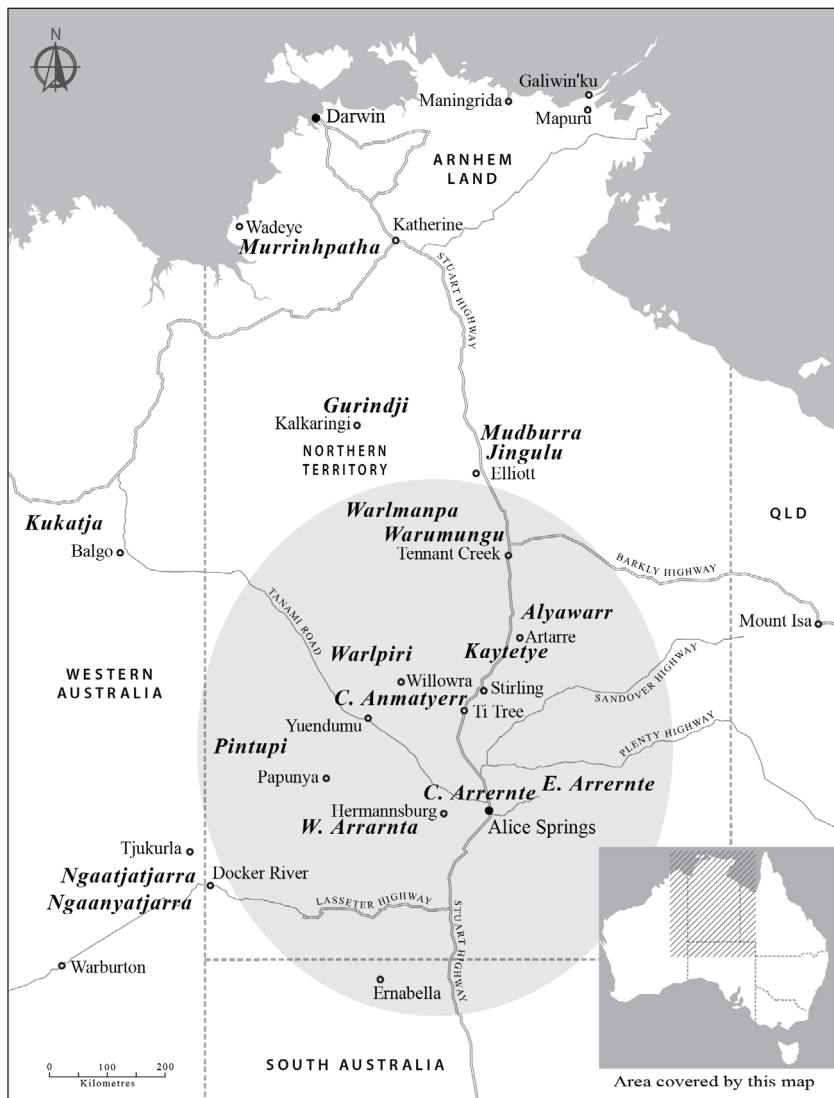 N
Galiwin'ku
Maningrida
Mapuru
Darwin
ARNHEM
LAND
Wadeye
Katherine
Murrinhpatha
STUART HIGHWAY
Gurindji
Kalkaringi
Mudburra
Jingulu
NORTHERN
TERRITORY
Elliott
Warlmanpa
QLD
Kukatja
Warumungu
Balgo
Tennant Creek
BARKLY HIGHWAY
TANAMI ROAD
Alyawarr
Mount Isa
Artarre
Warlpiri
Kaytetye
WESTERN
AUSTRALIA
Willowra
Stirling
SANDOVER HIGHWAY
C. Anmatyerr
Ti Tree
Yuendumu
PLENTY HIGHWAY
Pintupi
Papunya
E. Arrernte
C. Arrernte
Hermannsburg
W. Arrarnta
Alice Springs
Tjukurla
Ngaatjatjarra
Docker River
Ngaanyatjarra
LASSETER HIGHWAY
STUART HIGHWAY
Warburton
Ernabella
SOUTH AUSTRALIA
0 100 200
Kilometres
Area covered by this map